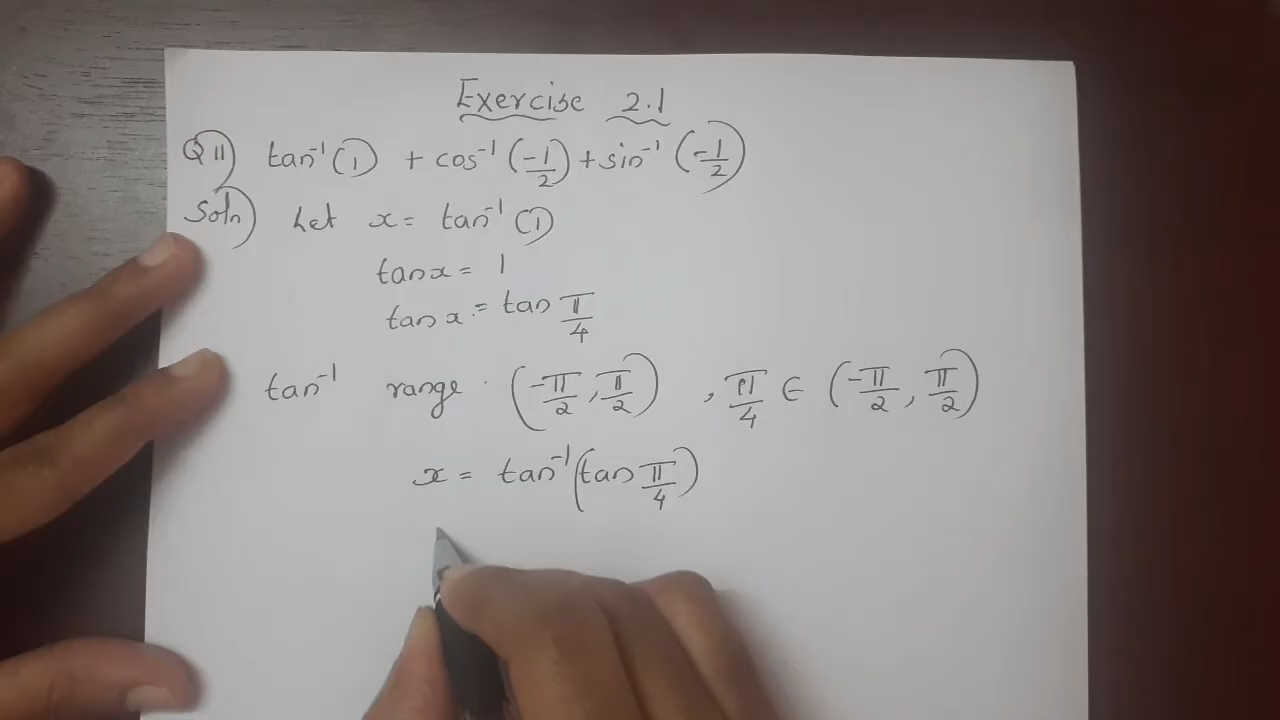 Exercise 2.1
Q 11) tan⁻¹(1) + cos⁻¹(-1/2) + sin⁻¹(-1/2)
Soln) Let x = tan⁻¹(1)
tan x = 1
tan x = tan π/4
tan⁻¹ range (-π/2, π/2) , π/4 ∈ (-π/2, π/2)
x = tan⁻¹(tan π/4)